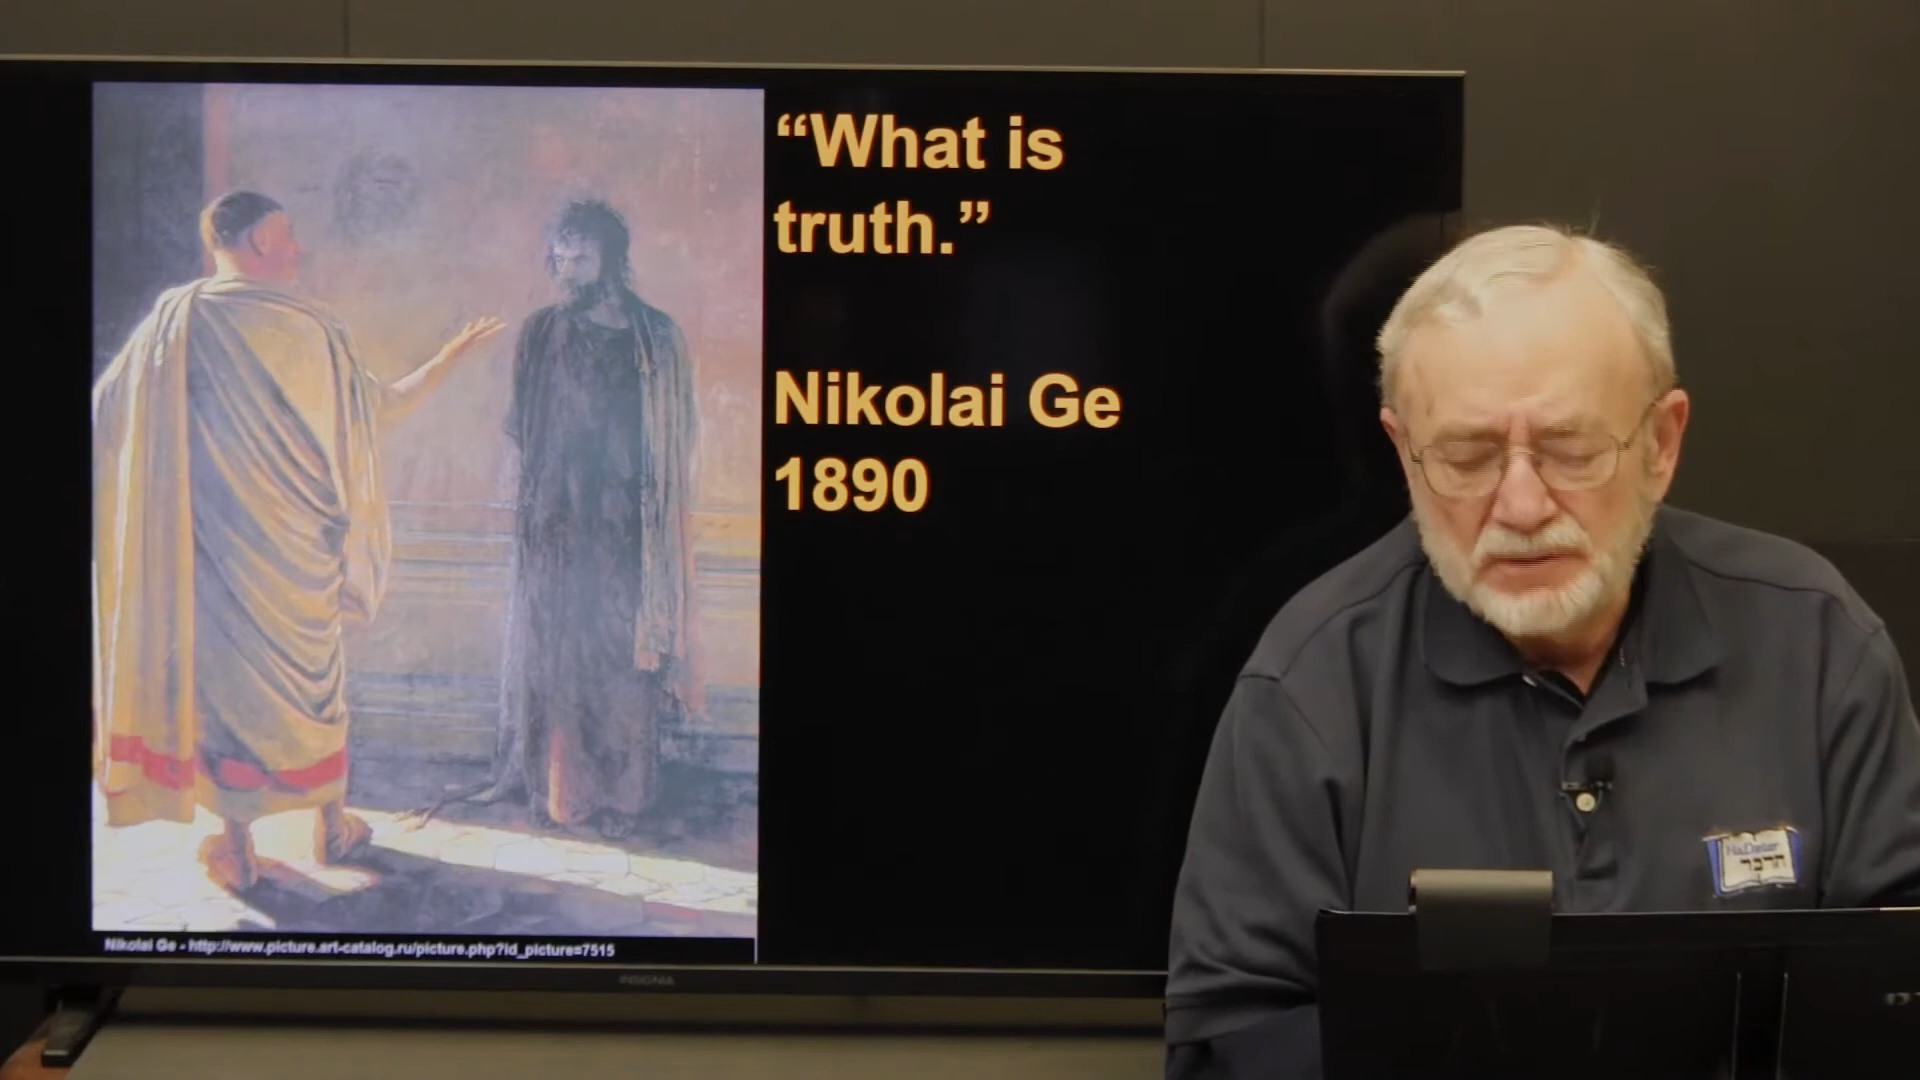 “What is
truth.”
Nikolai Ge
1890
Nikolai Ge - http://www.picture.art-catalog.ru/picture.php?id_picture=7515
INSIGNIA
HaDavar
הדבר